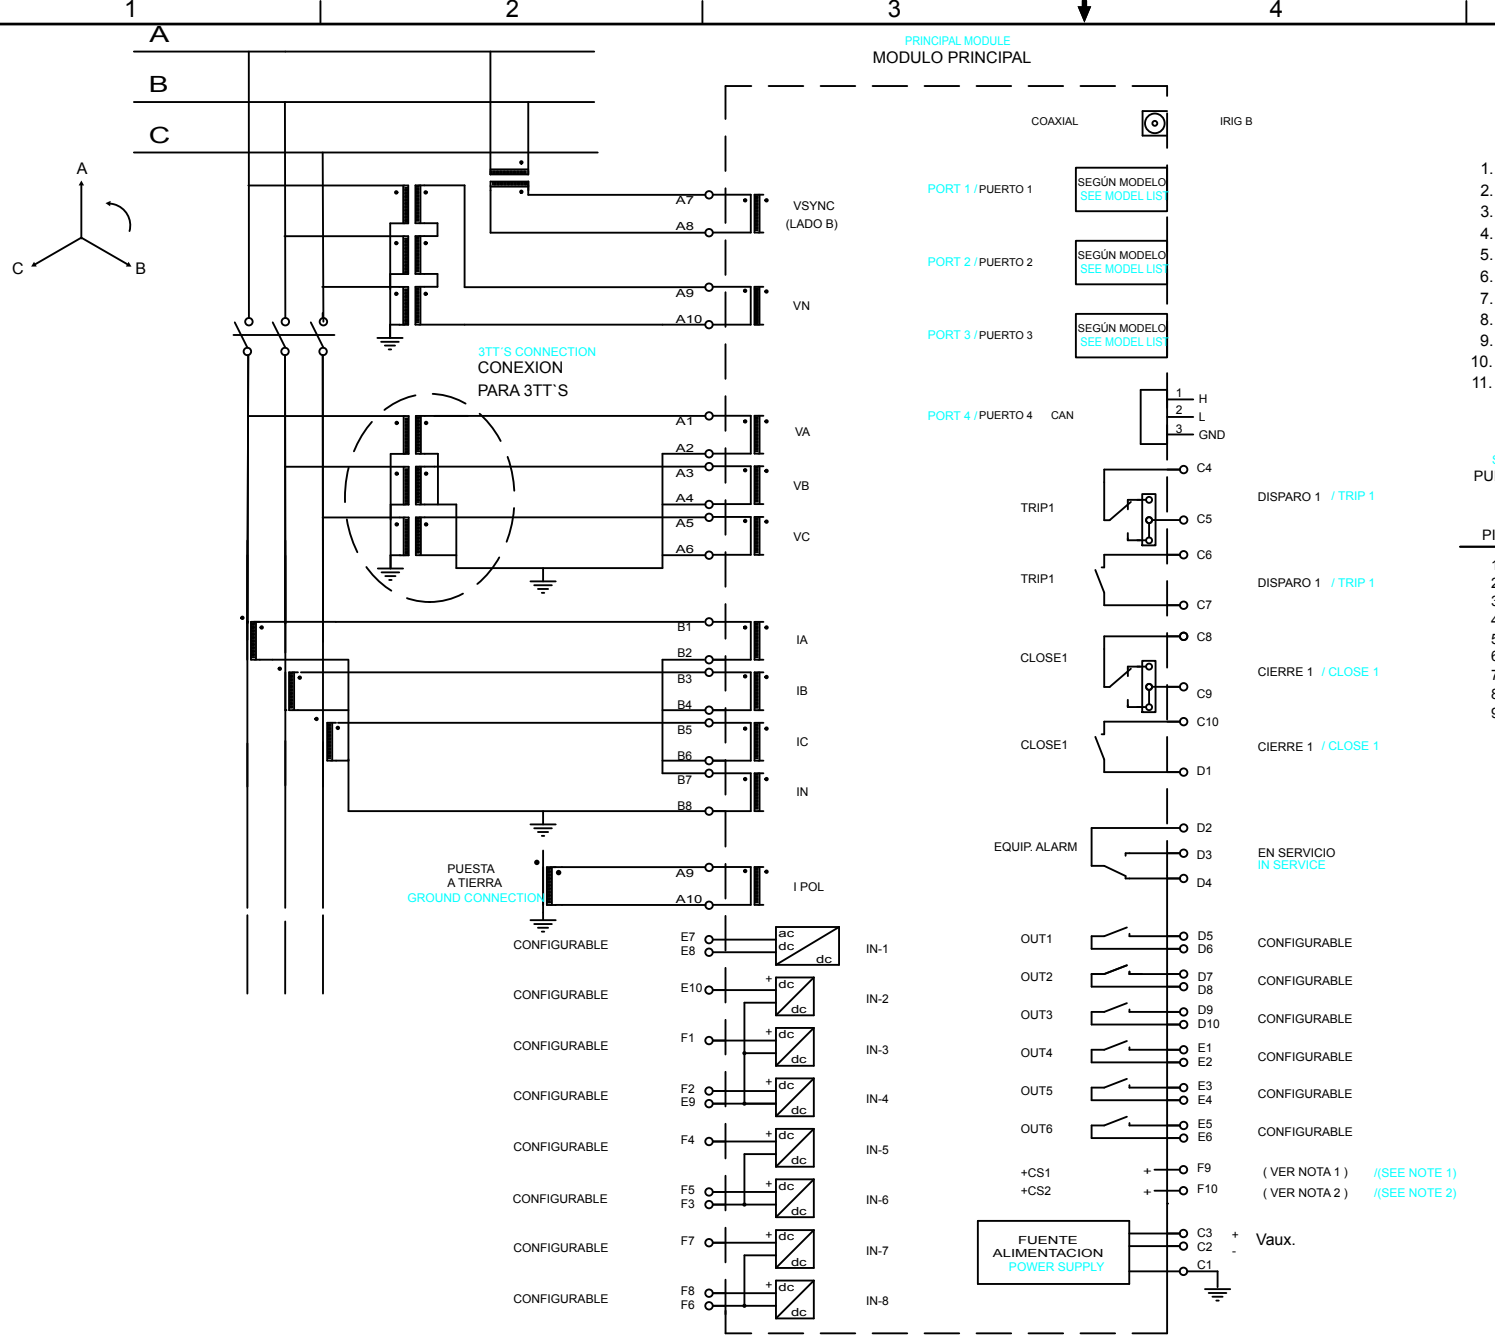 1 2 3 4
A
B
C
A
C
B
PRINCIPAL MODULE
MODULO PRINCIPAL
COAXIAL
IRIG B
PORT 1 / PUERTO 1
SEGÚN MODELO
SEE MODEL LIST
PORT 2 / PUERTO 2
SEGÚN MODELO
SEE MODEL LIST
PORT 3 / PUERTO 3
SEGÚN MODELO
SEE MODEL LIST
PORT 4 / PUERTO 4 CAN
1 H
2 L
3 GND
A7
A8
VSYNC
(LADO B)
A9
A10
VN
3TT´S CONNECTION
CONEXION
PARA 3TT`S
A1
A2
VA
A3
A4
VB
A5
A6
VC
B1
B2
IA
B3
B4
IB
B5
B6
IC
B7
B8
IN
PUESTA
A TIERRA
GROUND CONNECTION
A9
A10
I POL
CONFIGURABLE
E7
E8
ac
dc
dc
IN-1
CONFIGURABLE
E10
+ dc
dc
IN-2
CONFIGURABLE
F1
+ dc
dc
IN-3
CONFIGURABLE
F2
E9
+ dc
dc
IN-4
CONFIGURABLE
F4
+ dc
dc
IN-5
CONFIGURABLE
F5
F3
+ dc
dc
IN-6
CONFIGURABLE
F7
+ dc
dc
IN-7
CONFIGURABLE
F8
F6
+ dc
dc
IN-8
TRIP1
C4
C5
DISPARO 1 / TRIP 1
TRIP1
C6
C7
DISPARO 1 / TRIP 1
CLOSE1
C8
C9
CIERRE 1 / CLOSE 1
CLOSE1
C10
D1
CIERRE 1 / CLOSE 1
EQUIP. ALARM
D2
D3
D4
EN SERVICIO
IN SERVICE
OUT1
D5
D6
CONFIGURABLE
OUT2
D7
D8
CONFIGURABLE
OUT3
D9
D10
CONFIGURABLE
OUT4
E1
E2
CONFIGURABLE
OUT5
E3
E4
CONFIGURABLE
OUT6
E5
E6
CONFIGURABLE
+CS1 + F9 ( VER NOTA 1 ) /(SEE NOTE 1)
+CS2 + F10 ( VER NOTA 2 ) /(SEE NOTE 2)
FUENTE
ALIMENTACION
POWER SUPPLY
C3 +
C2 -
Vaux.
C1
1.
2.
3.
4.
5.
6.
7.
8.
9.
10.
11.